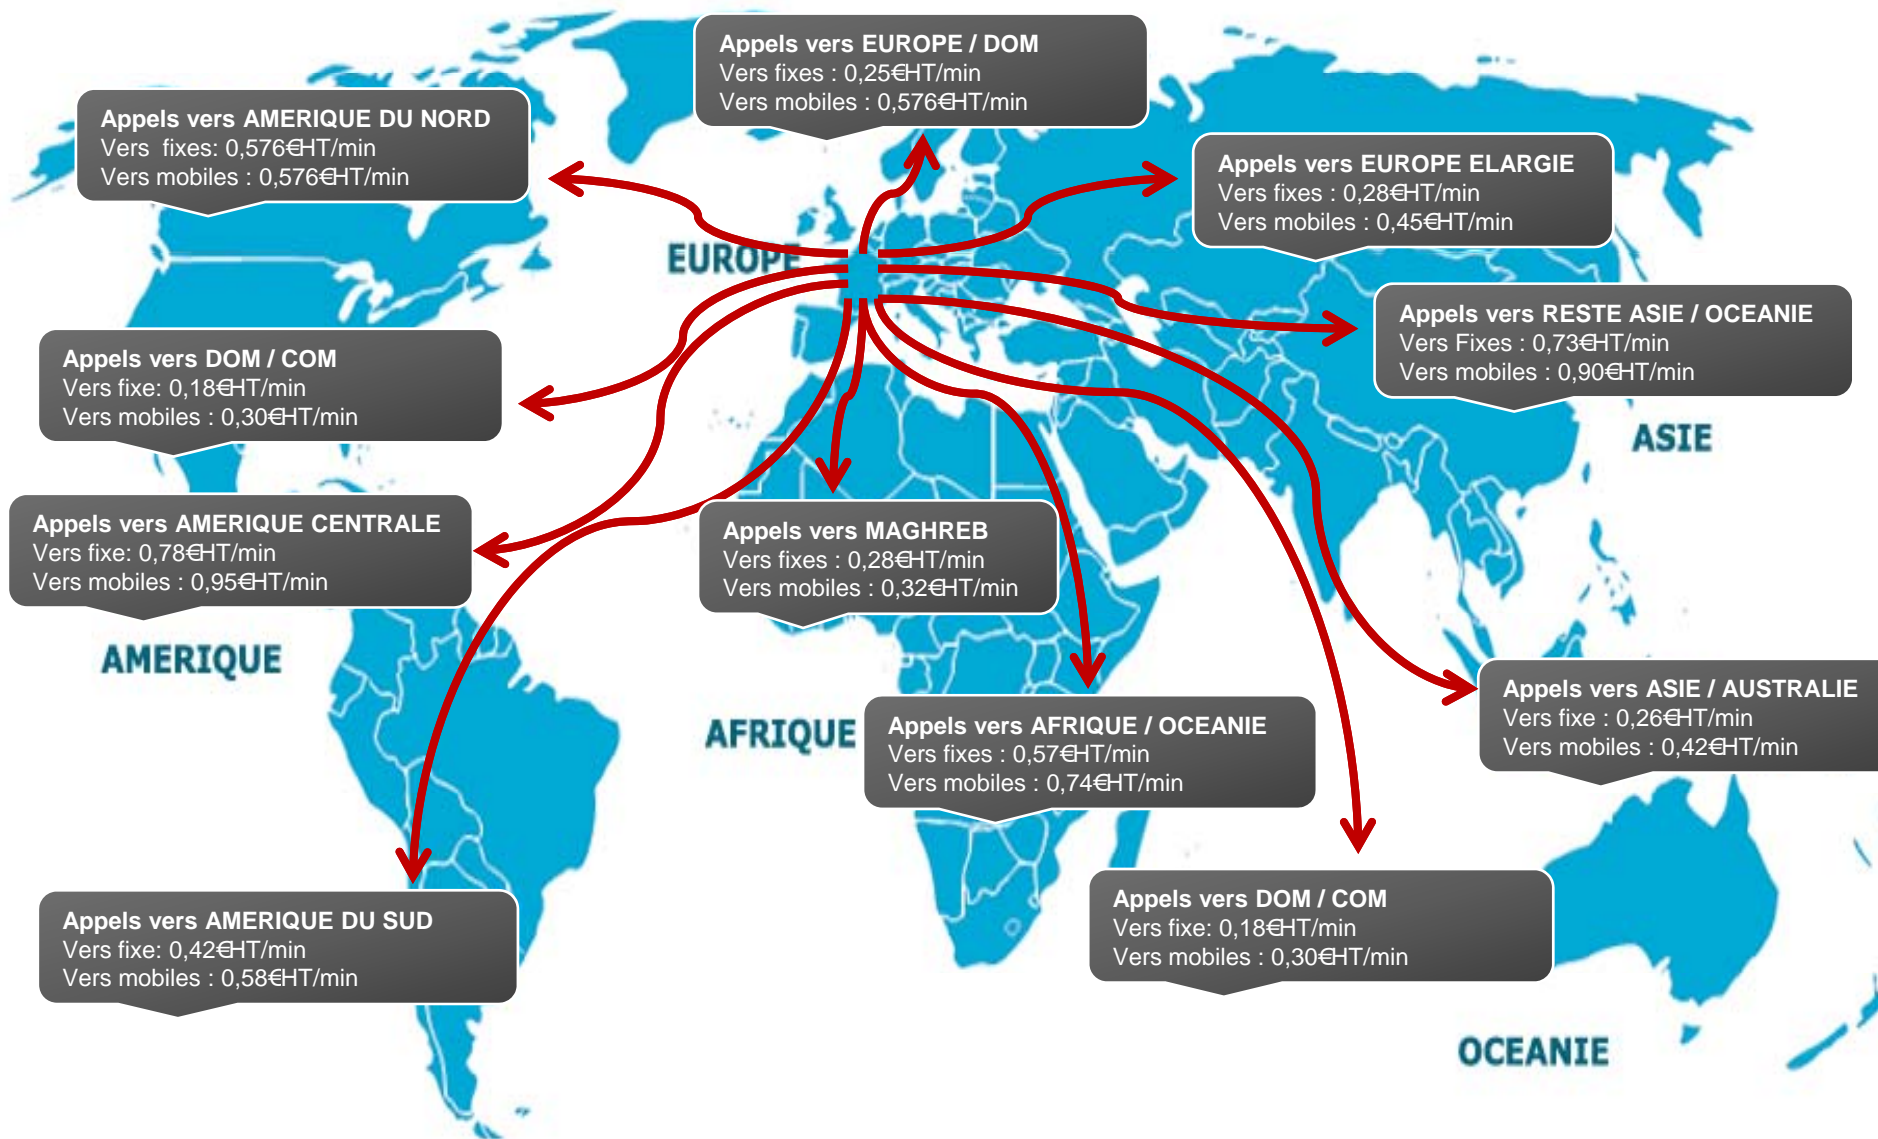 Appels vers EUROPE / DOM
Vers fixes : 0,25€HT/min
Vers mobiles : 0,576€HT/min
Appels vers AMERIQUE DU NORD
Vers  fixes: 0,576€HT/min
Vers mobiles : 0,576€HT/min
Appels vers EUROPE ELARGIE
Vers fixes : 0,28€HT/min
Vers mobiles : 0,45€HT/min
EUROPE
Appels vers RESTE ASIE / OCEANIE
Vers Fixes : 0,73€HT/min
Vers mobiles : 0,90€HT/min
Appels vers DOM / COM
Vers fixe: 0,18€HT/min
Vers mobiles : 0,30€HT/min
ASIE
Appels vers AMERIQUE CENTRALE
Vers fixe: 0,78€HT/min
Vers mobiles : 0,95€HT/min
Appels vers MAGHREB
Vers fixes : 0,28€HT/min
Vers mobiles : 0,32€HT/min
AMERIQUE
Appels vers ASIE / AUSTRALIE
Vers fixe : 0,26€HT/min
Vers mobiles : 0,42€HT/min
AFRIQUE
Appels vers AFRIQUE / OCEANIE
Vers fixes : 0,57€HT/min
Vers mobiles : 0,74€HT/min
Appels vers DOM / COM
Vers fixe: 0,18€HT/min
Vers mobiles : 0,30€HT/min
Appels vers AMERIQUE DU SUD
Vers fixe: 0,42€HT/min
Vers mobiles : 0,58€HT/min
OCEANIE